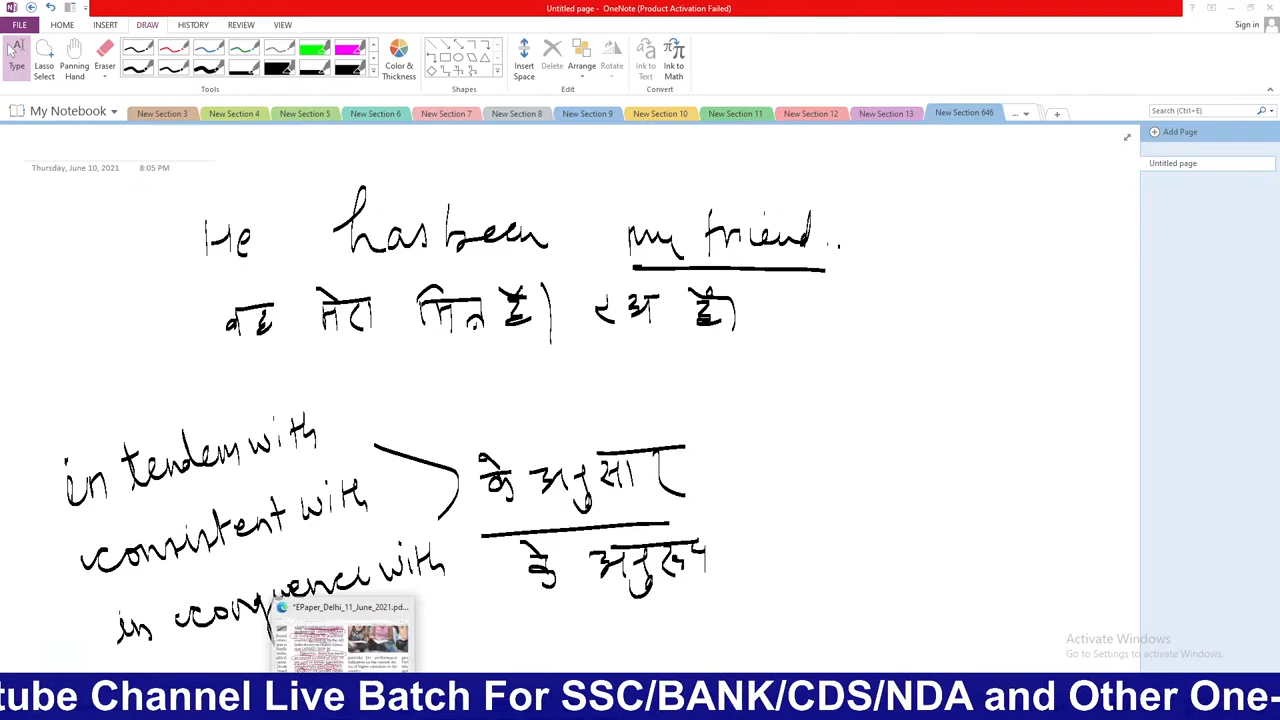 Untitled page - OneNote (Product Activation Failed)
FILE HOME INSERT DRAW HISTORY REVIEW VIEW
Sign in
Type Lasso Select Panning Hand Eraser Color & Thickness Insert Space Delete Arrange Rotate Ink to Text Ink to Math
Tools Shapes Edit Convert
My Notebook New Section 3 New Section 4 New Section 5 New Section 6 New Section 7 New Section 8 New Section 9 New Section 10 New Section 11 New Section 12 New Section 13 New Section 646 ... Search (Ctrl+E)
Add Page
Untitled page
Thursday, June 10, 2021 8:05 PM
He has been my friend..
वह मेरा मित्र है। रहा है।
in tendem with
consistent with
के अनुसार
in congruence with
के अनुरूप
*EPaper_Delhi_11_June_2021.pd...
Activate Windows
Go to Settings to activate Windows.
tube Channel Live Batch For SSC/BANK/CDS/NDA and Other One-